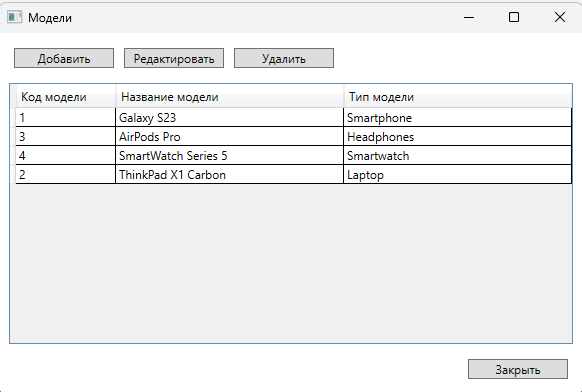 Модели
Добавить Редактировать Удалить
Код модели Название модели Тип модели
1 Galaxy S23 Smartphone
3 AirPods Pro Headphones
4 SmartWatch Series 5 Smartwatch
2 ThinkPad X1 Carbon Laptop
Закрыть